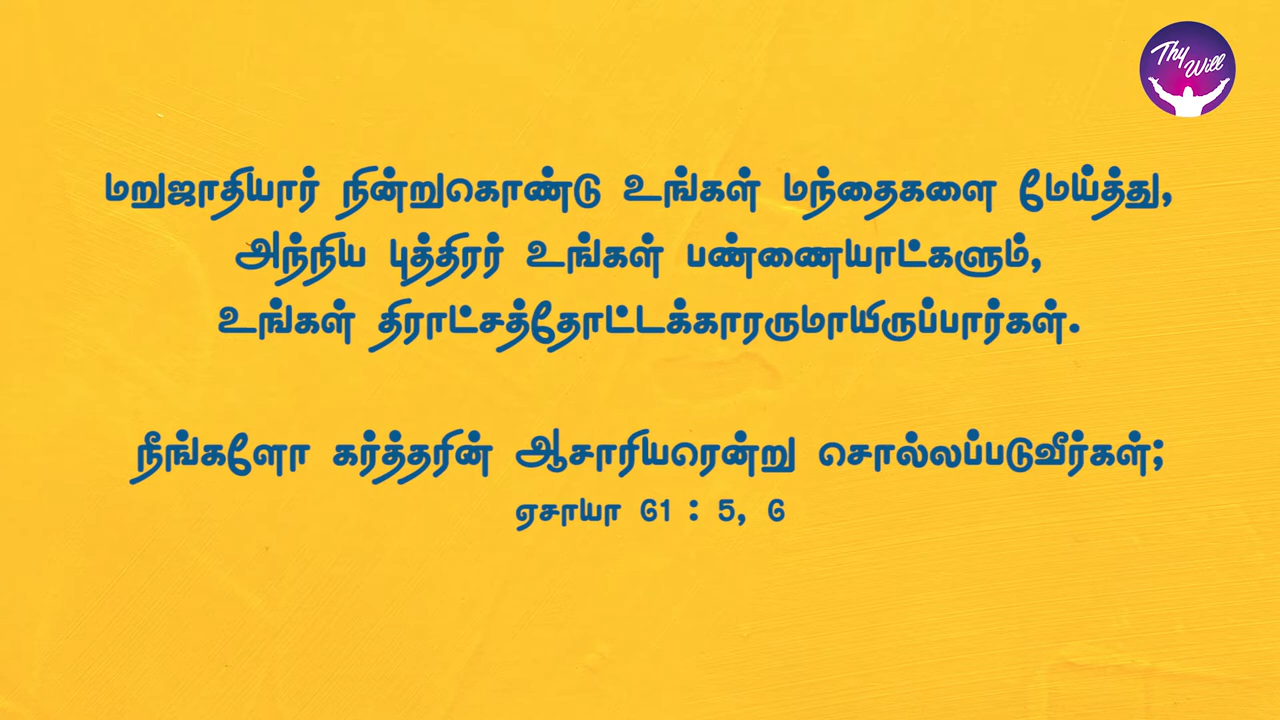 Thy
Will
மறுஜாதியார் நின்றுகொண்டு உங்கள் மந்தைகளை மேய்த்து,
அந்நிய புத்திரர் உங்கள் பண்ணையாட்களும்,
உங்கள் திராட்சத்தோட்டக்காரருமாயிருப்பார்கள்.
நீங்களோ கர்த்தரின் ஆசாரியரென்று சொல்லப்படுவீர்கள்;
ஏசாயா 61 : 5, 6